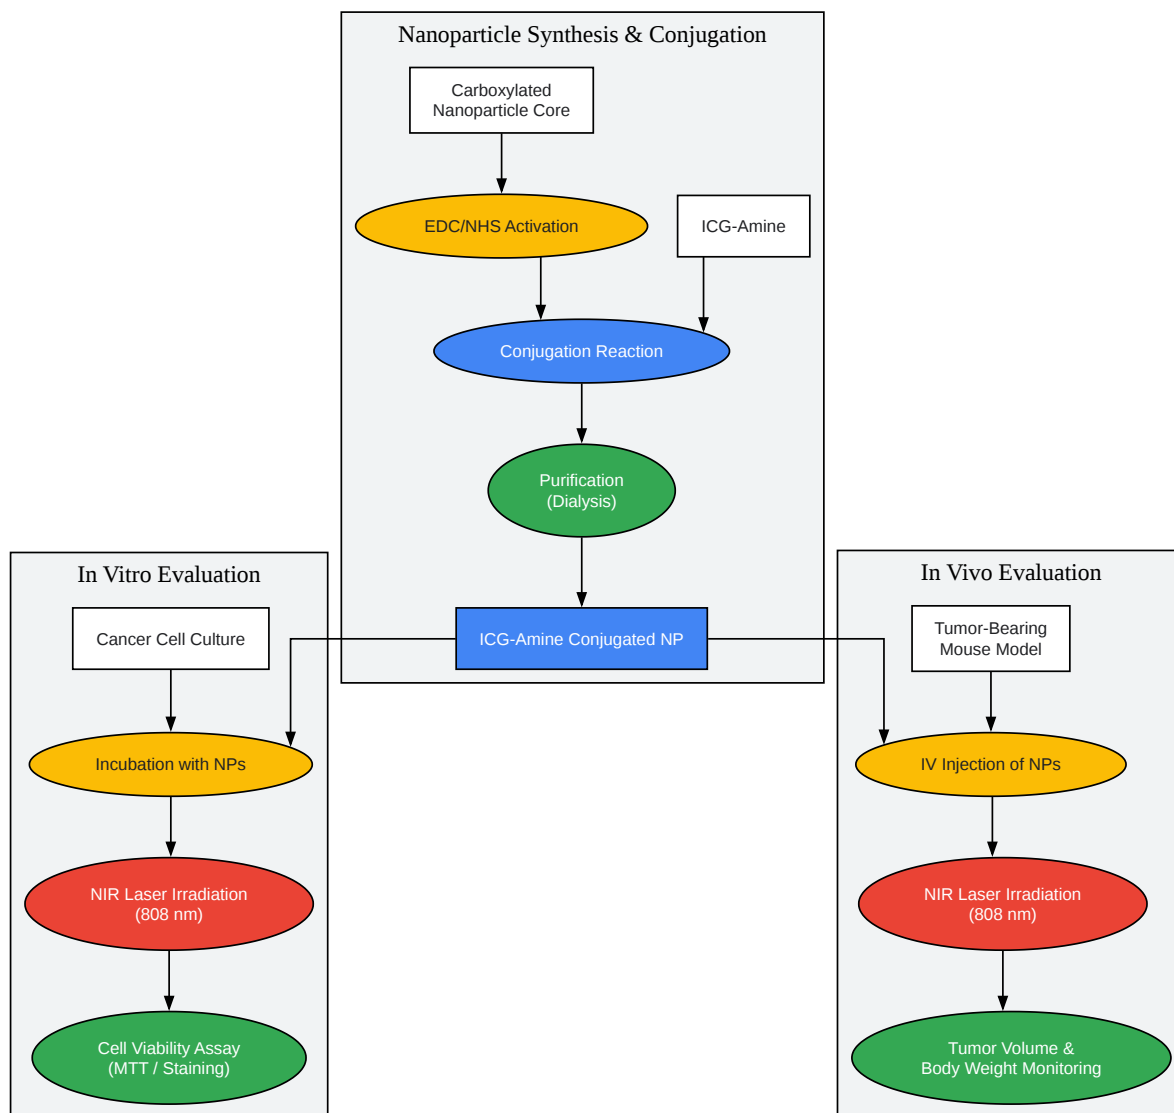 Nanoparticle Synthesis & Conjugation
Carboxylated
Nanoparticle Core
EDC/NHS Activation
ICG-Amine
Conjugation Reaction
Purification
(Dialysis)
ICG-Amine Conjugated NP
In Vitro Evaluation
Cancer Cell Culture
Incubation with NPs
NIR Laser Irradiation
(808 nm)
Cell Viability Assay
(MTT / Staining)
In Vivo Evaluation
Tumor-Bearing
Mouse Model
IV Injection of NPs
NIR Laser Irradiation
(808 nm)
Tumor Volume &
Body Weight Monitoring